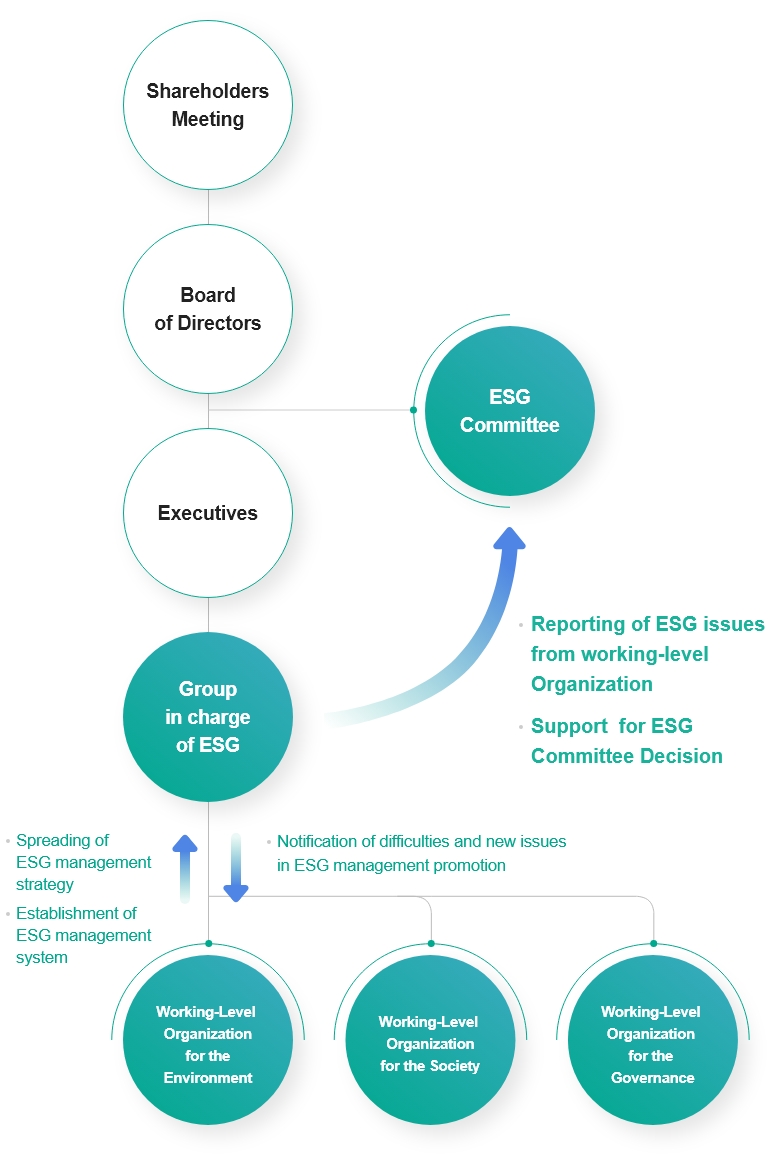 Shareholders
Meeting
Board
of Directors
ESG
Committee
Executives
Reporting of ESG issues
from working-level
Organization
Support for ESG
Committee Decision
Group
in charge
of ESG
Spreading of
ESG management
strategy
Establishment of
ESG management
system
Notification of difficulties and new issues
in ESG management promotion
Working-Level
Organization
for the
Environment
Working-Level
Organization
for the Society
Working-Level
Organization
for the
Governance